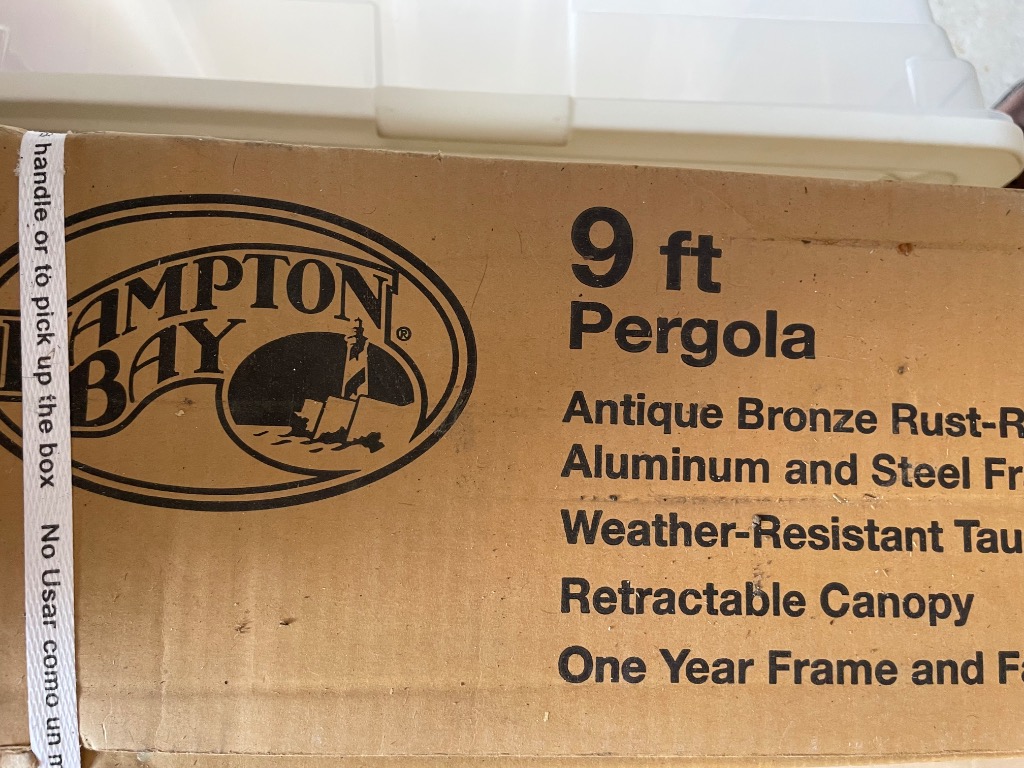 HAMPTON
BAY®
9 ft
Pergola
Antique Bronze Rust-R
Aluminum and Steel Fr
Weather-Resistant Tau
Retractable Canopy
One Year Frame and Fa
handle or to pick up the box No Usar como un m